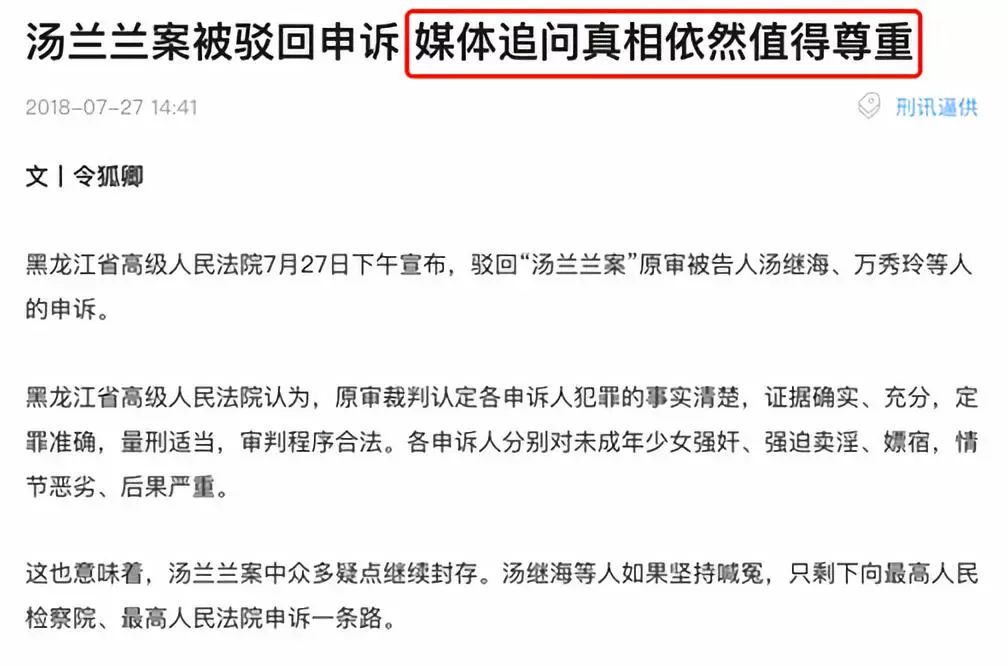 汤兰兰案被驳回申诉 媒体追问真相依然值得尊重
2018-07-27 14:41 刑讯逼供
文丨令狐卿
黑龙江省高级人民法院7月27日下午宣布，驳回“汤兰兰案”原审被告人汤继海、万秀玲等人
的申诉。
黑龙江省高级人民法院认为，原审裁判认定各申诉人犯罪的事实清楚，证据确实、充分，定
罪准确，量刑适当，审判程序合法。各申诉人分别对未成年少女强奸、强迫卖淫、嫖宿，情
节恶劣、后果严重。
这也意味着，汤兰兰案中众多疑点继续封存。汤继海等人如果坚持喊冤，只剩下向最高人民
检察院、最高人民法院申诉一条路。